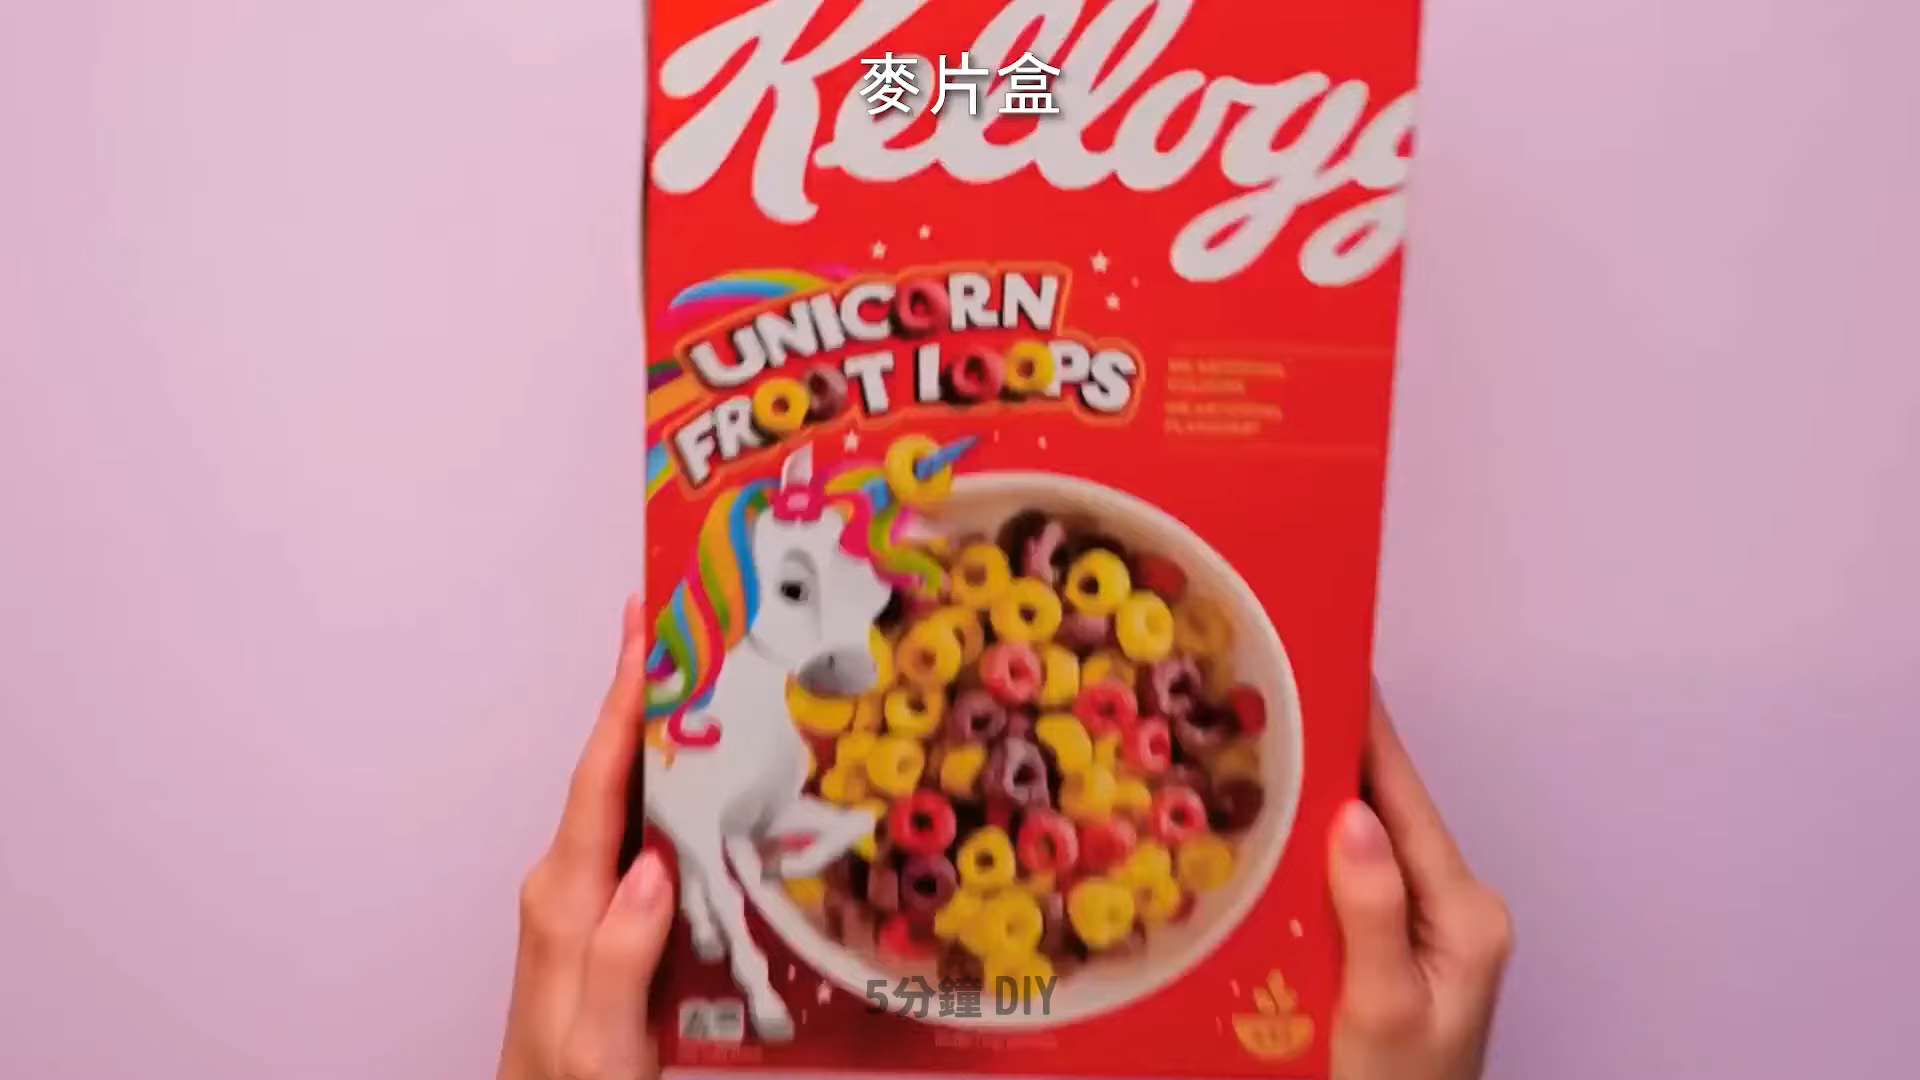 Kellogg
麥片盒
UNICORN
FROOT LOOPS
5分鐘 DIY